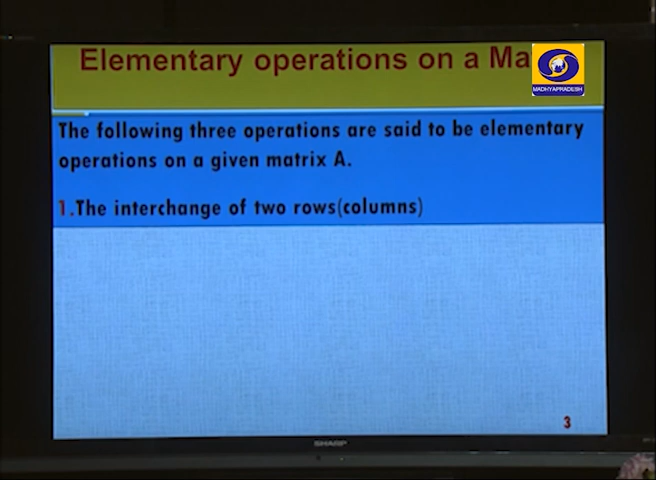 Elementary operations on a Ma
MADHYAPRADESH
The following three operations are said to be elementary
operations on a given matrix A.
1.The interchange of two rows(columns)
3
SHARP